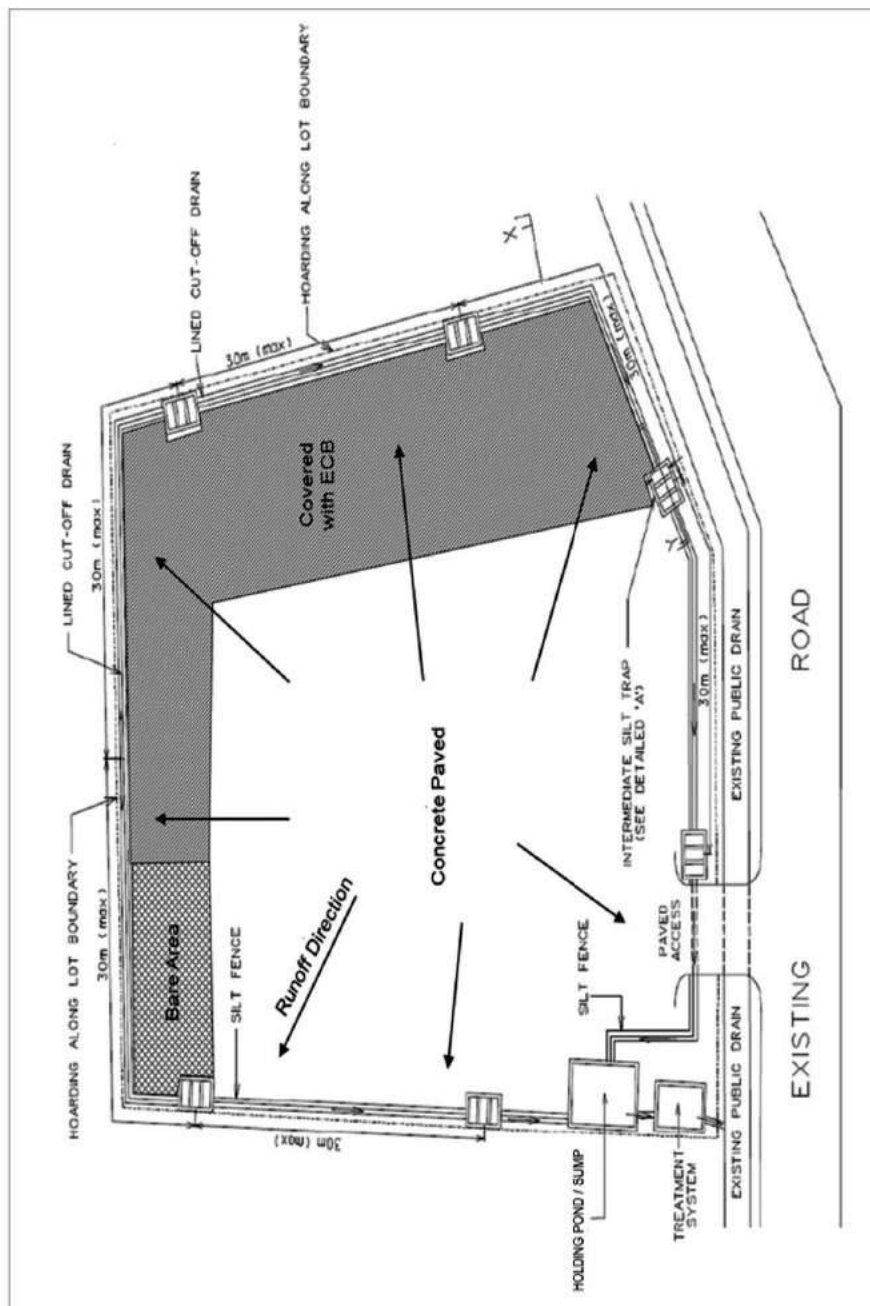 HOARDING ALONG LOT BOUNDARY
30m (max)
30m (max)
LINED CUT-OFF DRAIN
LINED CUT-OFF DRAIN
HOARDING ALONG LOT BOUNDARY
30m (max)
X
Covered
with ECB
Bare Area
SILT FENCE
Runoff Direction
Concrete Paved
30m (max)
30m (max)
INTERMEDIATE SILT TRAP
(SEE DETAILED 'A')
Y
30m (max)
SILT FENCE
PAVED
ACCESS
HOLDING POND / SUMP
TREATMENT
SYSTEM
EXISTING PUBLIC DRAIN
EXISTING PUBLIC DRAIN
EXISTING
ROAD